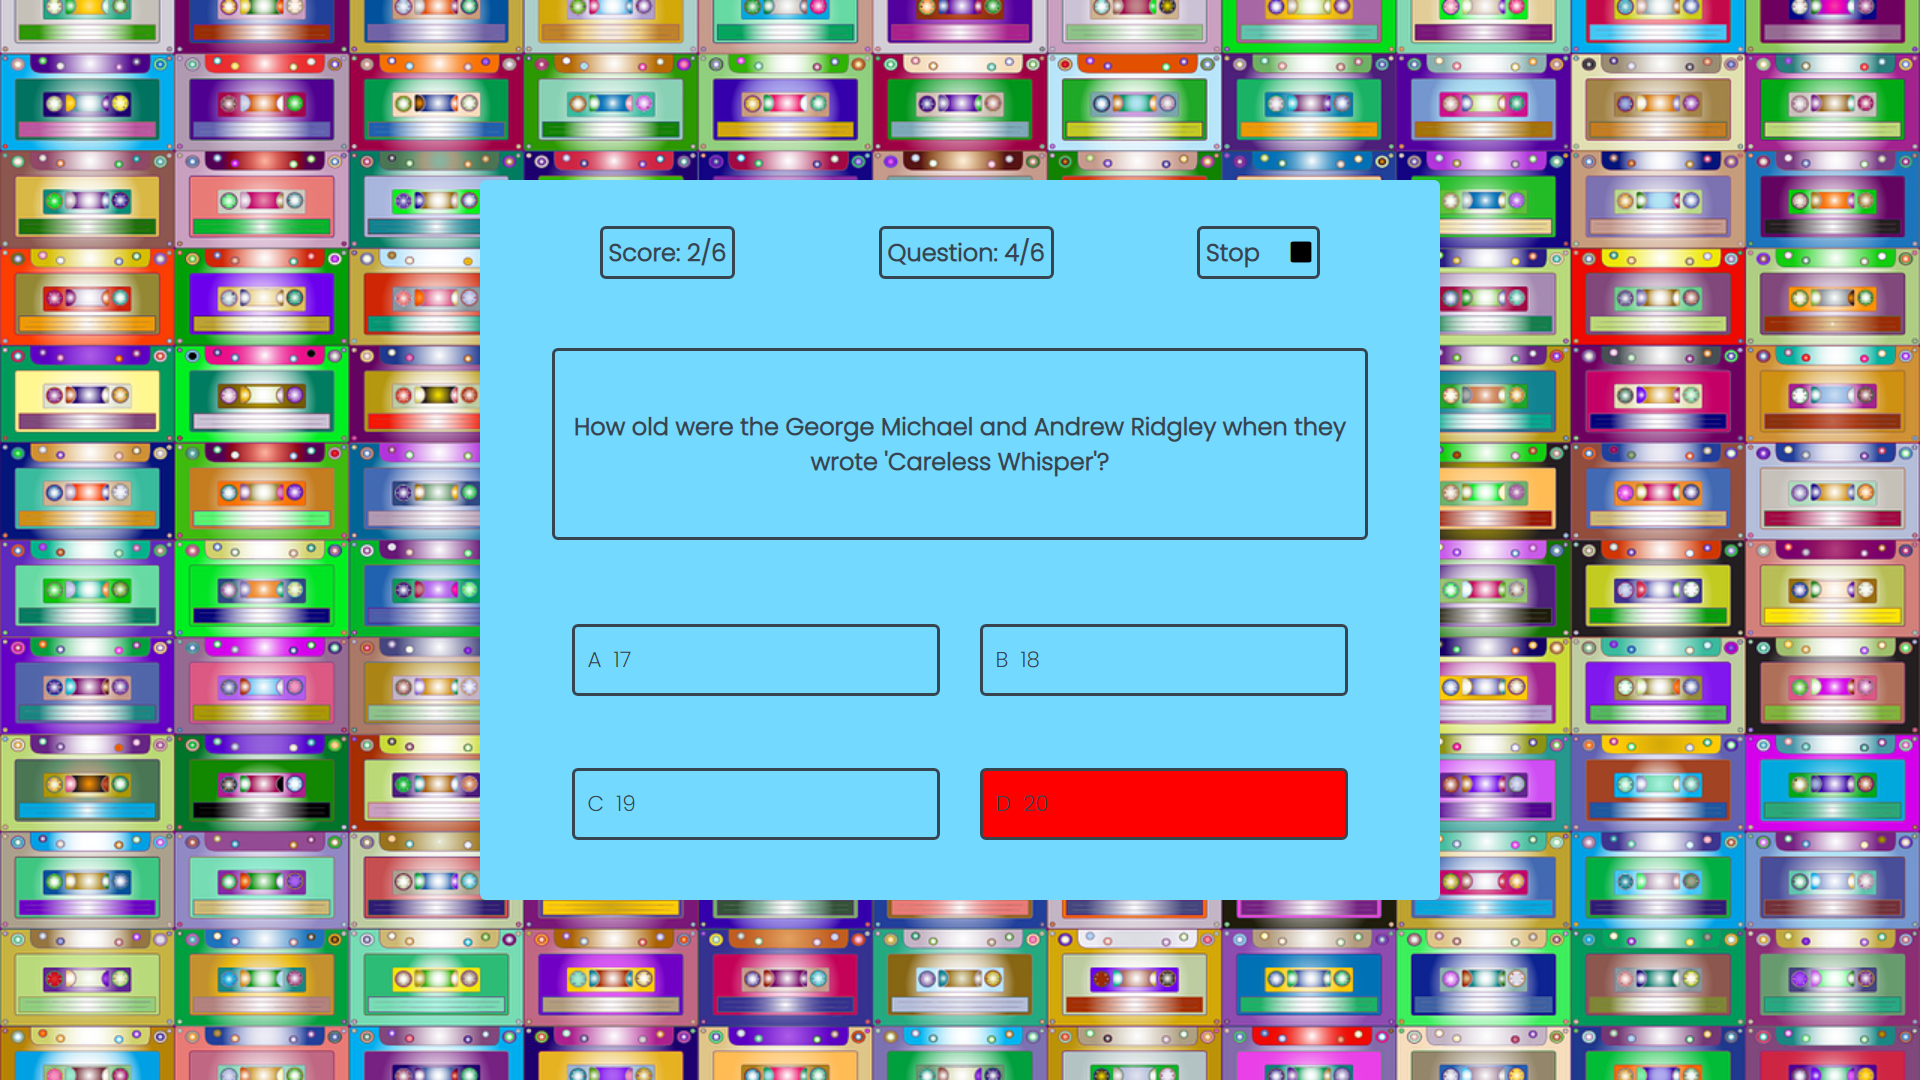 Score: 2/6
Question: 4/6
Stop
How old were the George Michael and Andrew Ridgley when they
wrote 'Careless Whisper'?
A 17
B 18
C 19
D 20